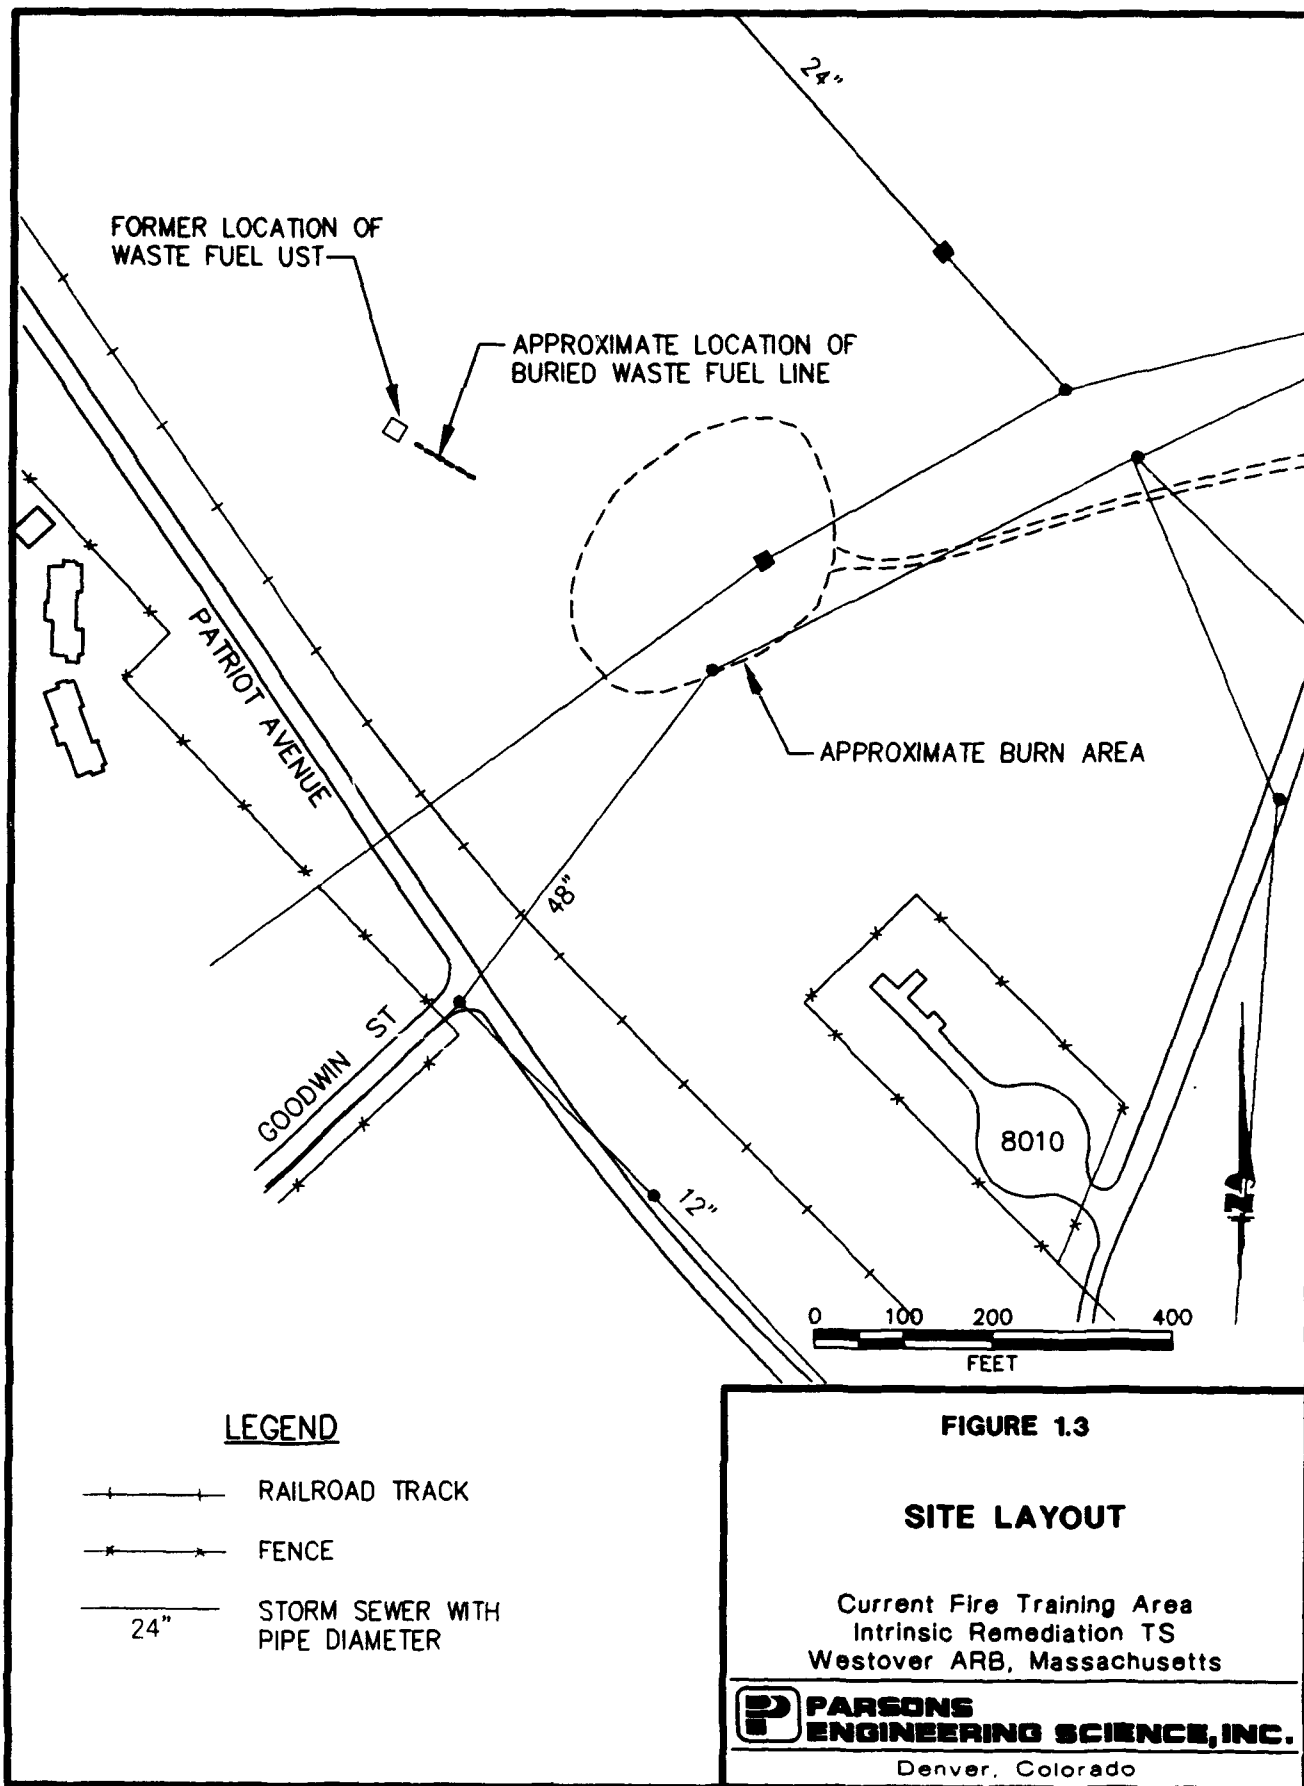 24"
FORMER LOCATION OF
WASTE FUEL UST
APPROXIMATE LOCATION OF
BURIED WASTE FUEL LINE
PATRIOT AVENUE
APPROXIMATE BURN AREA
48"
GOODWIN ST
8010
12"
N
0 100 200 400
FEET
LEGEND
RAILROAD TRACK
FENCE
24"
STORM SEWER WITH
PIPE DIAMETER
FIGURE 1.3
SITE LAYOUT
Current Fire Training Area
Intrinsic Remediation TS
Westover ARB, Massachusetts
PARSONS
ENGINEERING SCIENCE, INC.
Denver, Colorado